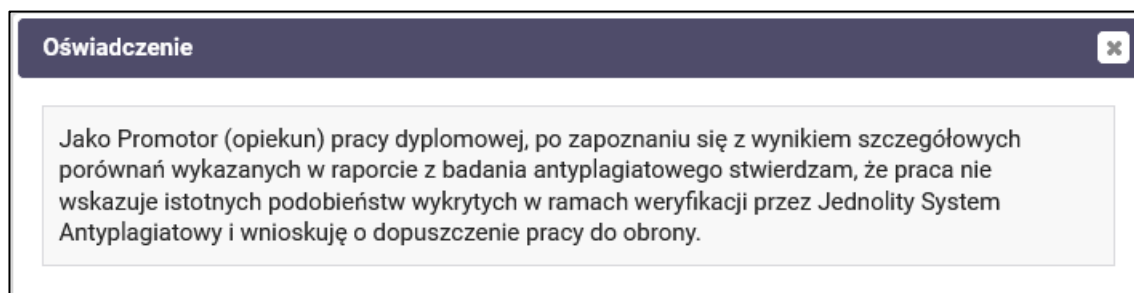 Oświadczenie
Jako Promotor (opiekun) pracy dyplomowej, po zapoznaniu się z wynikiem szczegółowych
porównań wykazanych w raporcie z badania antyplagiatowego stwierdzam, że praca nie
wskazuje istotnych podobieństw wykrytych w ramach weryfikacji przez Jednolity System
Antyplagiatowy i wnioskuję o dopuszczenie pracy do obrony.